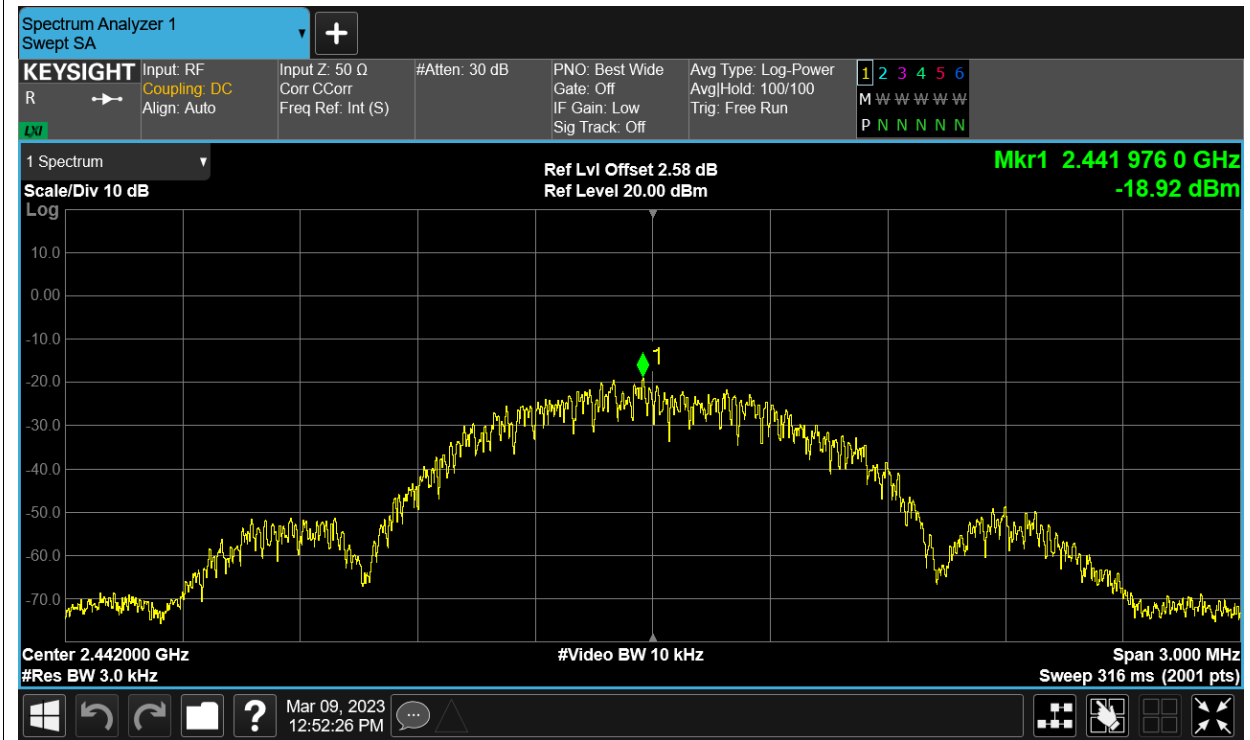 Spectrum Analyzer 1
Swept SA
+
KEYSIGHT
R
LXI
Input: RF
Coupling: DC
Align: Auto
Input Z: 50 Ω
Corr CCorr
Freq Ref: Int (S)
#Atten: 30 dB
PNO: Best Wide
Gate: Off
IF Gain: Low
Sig Track: Off
Avg Type: Log-Power
Avg|Hold: 100/100
Trig: Free Run
1 2 3 4 5 6
M W W W W W
P N N N N N
1 Spectrum
Scale/Div 10 dB
Log
Ref Lvl Offset 2.58 dB
Ref Level 20.00 dBm
Mkr1 2.441 976 0 GHz
-18.92 dBm
10.0
0.00
-10.0
1
-20.0
-30.0
-40.0
-50.0
-60.0
-70.0
Center 2.442000 GHz
#Res BW 3.0 kHz
#Video BW 10 kHz
Span 3.000 MHz
Sweep 316 ms (2001 pts)
?
Mar 09, 2023
12:52:26 PM